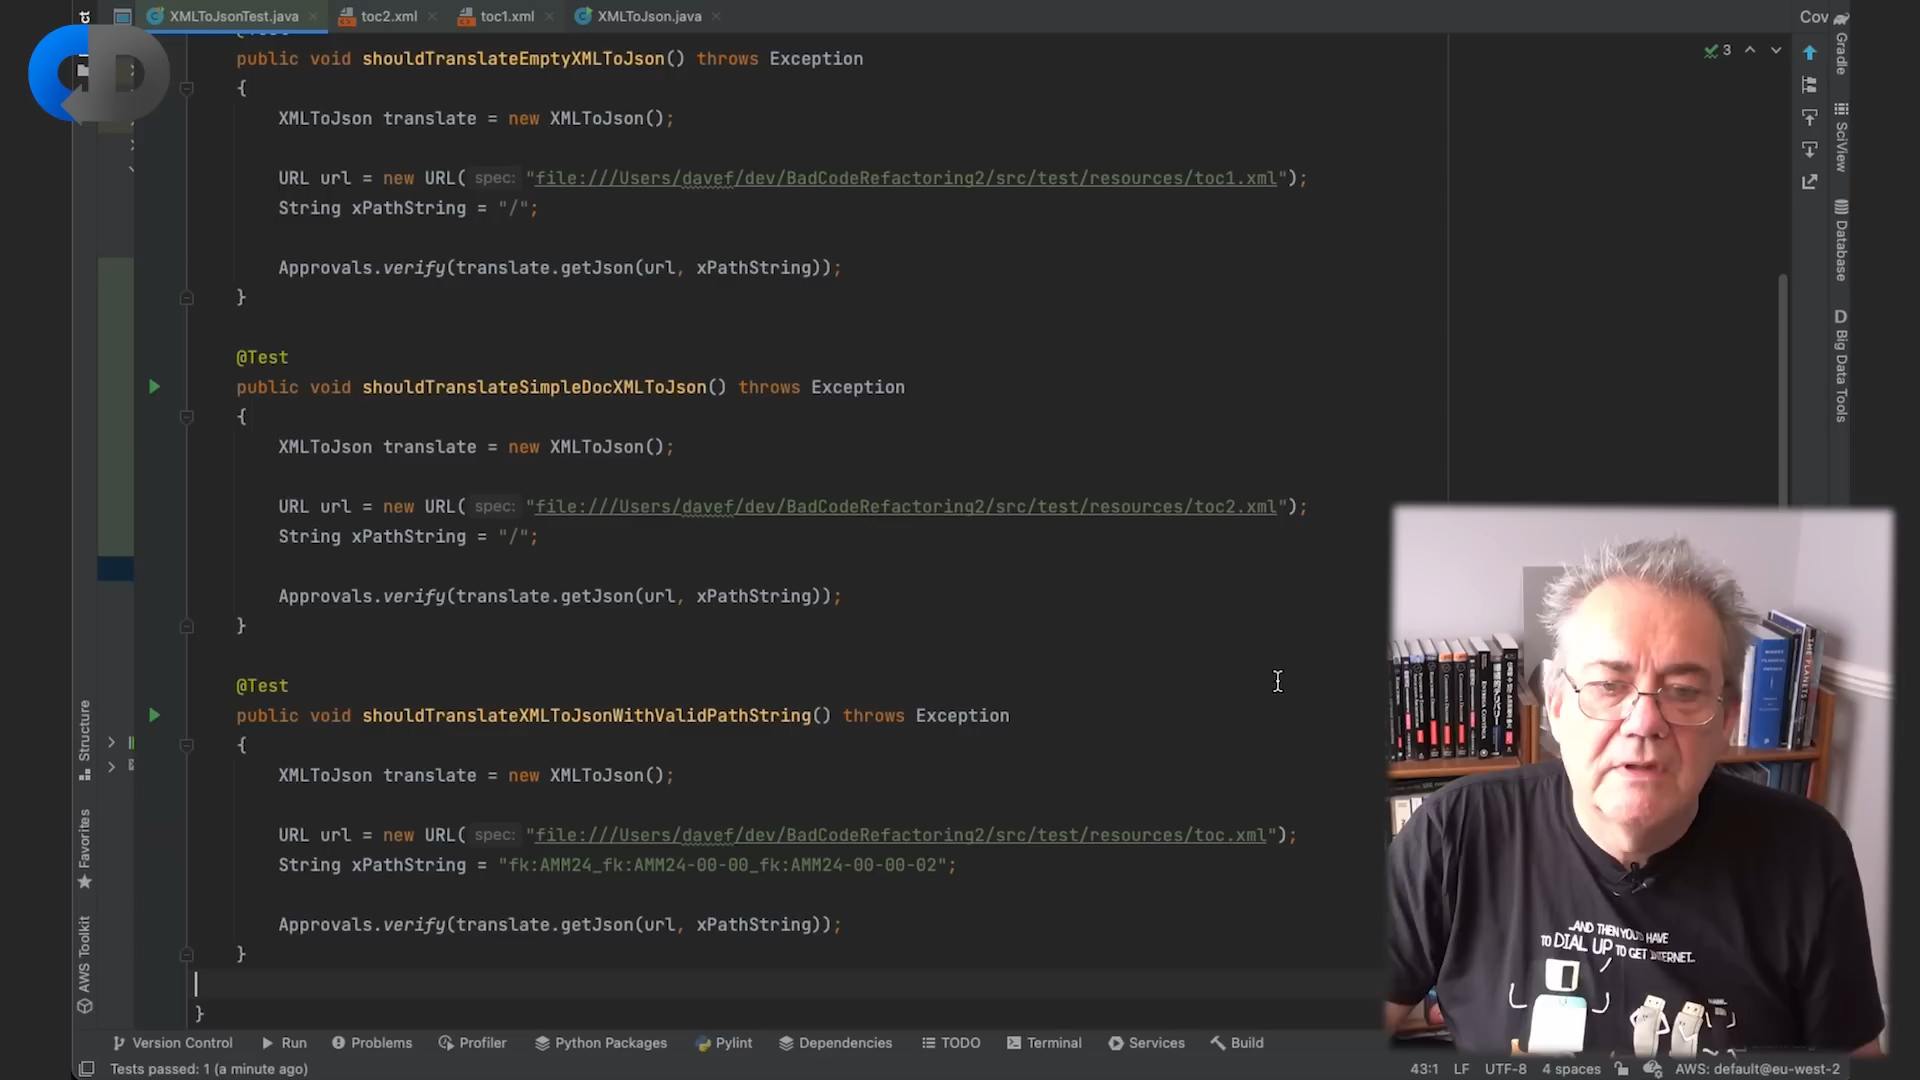 XMLToJsonTest.java
toc2.xml
toc1.xml
XMLToJson.java
Cov
public void shouldTranslateEmptyXMLToJson() throws Exception
3
{
XMLToJson translate = new XMLToJson();
URL url = new URL( spec: "file:///Users/davef/dev/BadCodeRefactoring2/src/test/resources/toc1.xml");
String xPathString = "/";
Approvals.verify(translate.getJson(url, xPathString));
}
@Test
public void shouldTranslateSimpleDocXMLToJson() throws Exception
{
XMLToJson translate = new XMLToJson();
URL url = new URL( spec: "file:///Users/davef/dev/BadCodeRefactoring2/src/test/resources/toc2.xml");
String xPathString = "/";
Approvals.verify(translate.getJson(url, xPathString));
}
@Test
public void shouldTranslateXMLToJsonWithValidPathString() throws Exception
{
XMLToJson translate = new XMLToJson();
URL url = new URL( spec: "file:///Users/davef/dev/BadCodeRefactoring2/src/test/resources/toc.xml");
String xPathString = "fk:AMM24_fk:AMM24-00-00_fk:AMM24-00-00-02";
Approvals.verify(translate.getJson(url, xPathString));
}
}
Structure
Favorites
AWS Toolkit
Gradle
SciView
Database
D Big Data Tools
THE PLANETS
...AND THEN YOU'D HAVE
TO DIAL UP TO GET INTERNET...
Version Control
Run
Problems
Profiler
Python Packages
Pylint
Dependencies
TODO
Terminal
Services
Build
Tests passed: 1 (a minute ago)
43:1
LF
UTF-8
4 spaces
AWS: default@eu-west-2